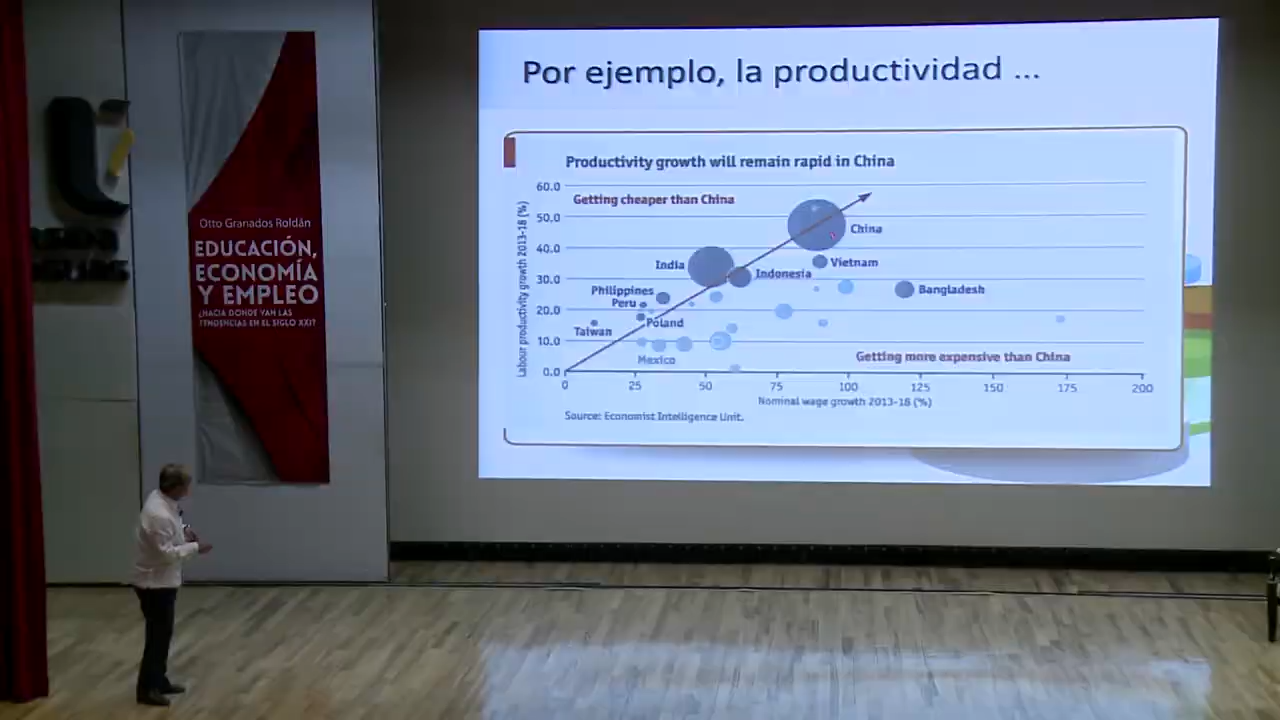 Otto Granados Roldán
EDUCACIÓN,
ECONOMÍA
Y EMPLEO
¿HACIA DONDE VAN LAS
TENDENCIAS EN EL SIGLO XXI?
Por ejemplo, la productividad ...
Productivity growth will remain rapid in China
Labour productivity growth 2013-18 (%)
60.0
50.0
40.0
30.0
20.0
10.0
0.0
Getting cheaper than China
China
India
Indonesia
Vietnam
Philippines
Bangladesh
Peru
Poland
Taiwan
Mexico
Getting more expensive than China
0 25 50 75 100 125 150 175 200
Nominal wage growth 2013-18 (%)
Source: Economist Intelligence Unit.